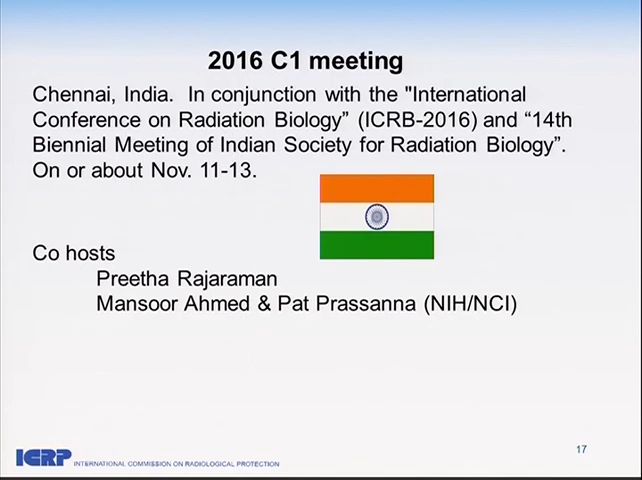 2016 C1 meeting
Chennai, India.  In conjunction with the "International
Conference on Radiation Biology” (ICRB-2016) and “14th
Biennial Meeting of Indian Society for Radiation Biology”.
On or about Nov. 11-13.
Co hosts
Preetha Rajaraman
Mansoor Ahmed & Pat Prassanna (NIH/NCI)
17
ICRP INTERNATIONAL COMMISSION ON RADIOLOGICAL PROTECTION